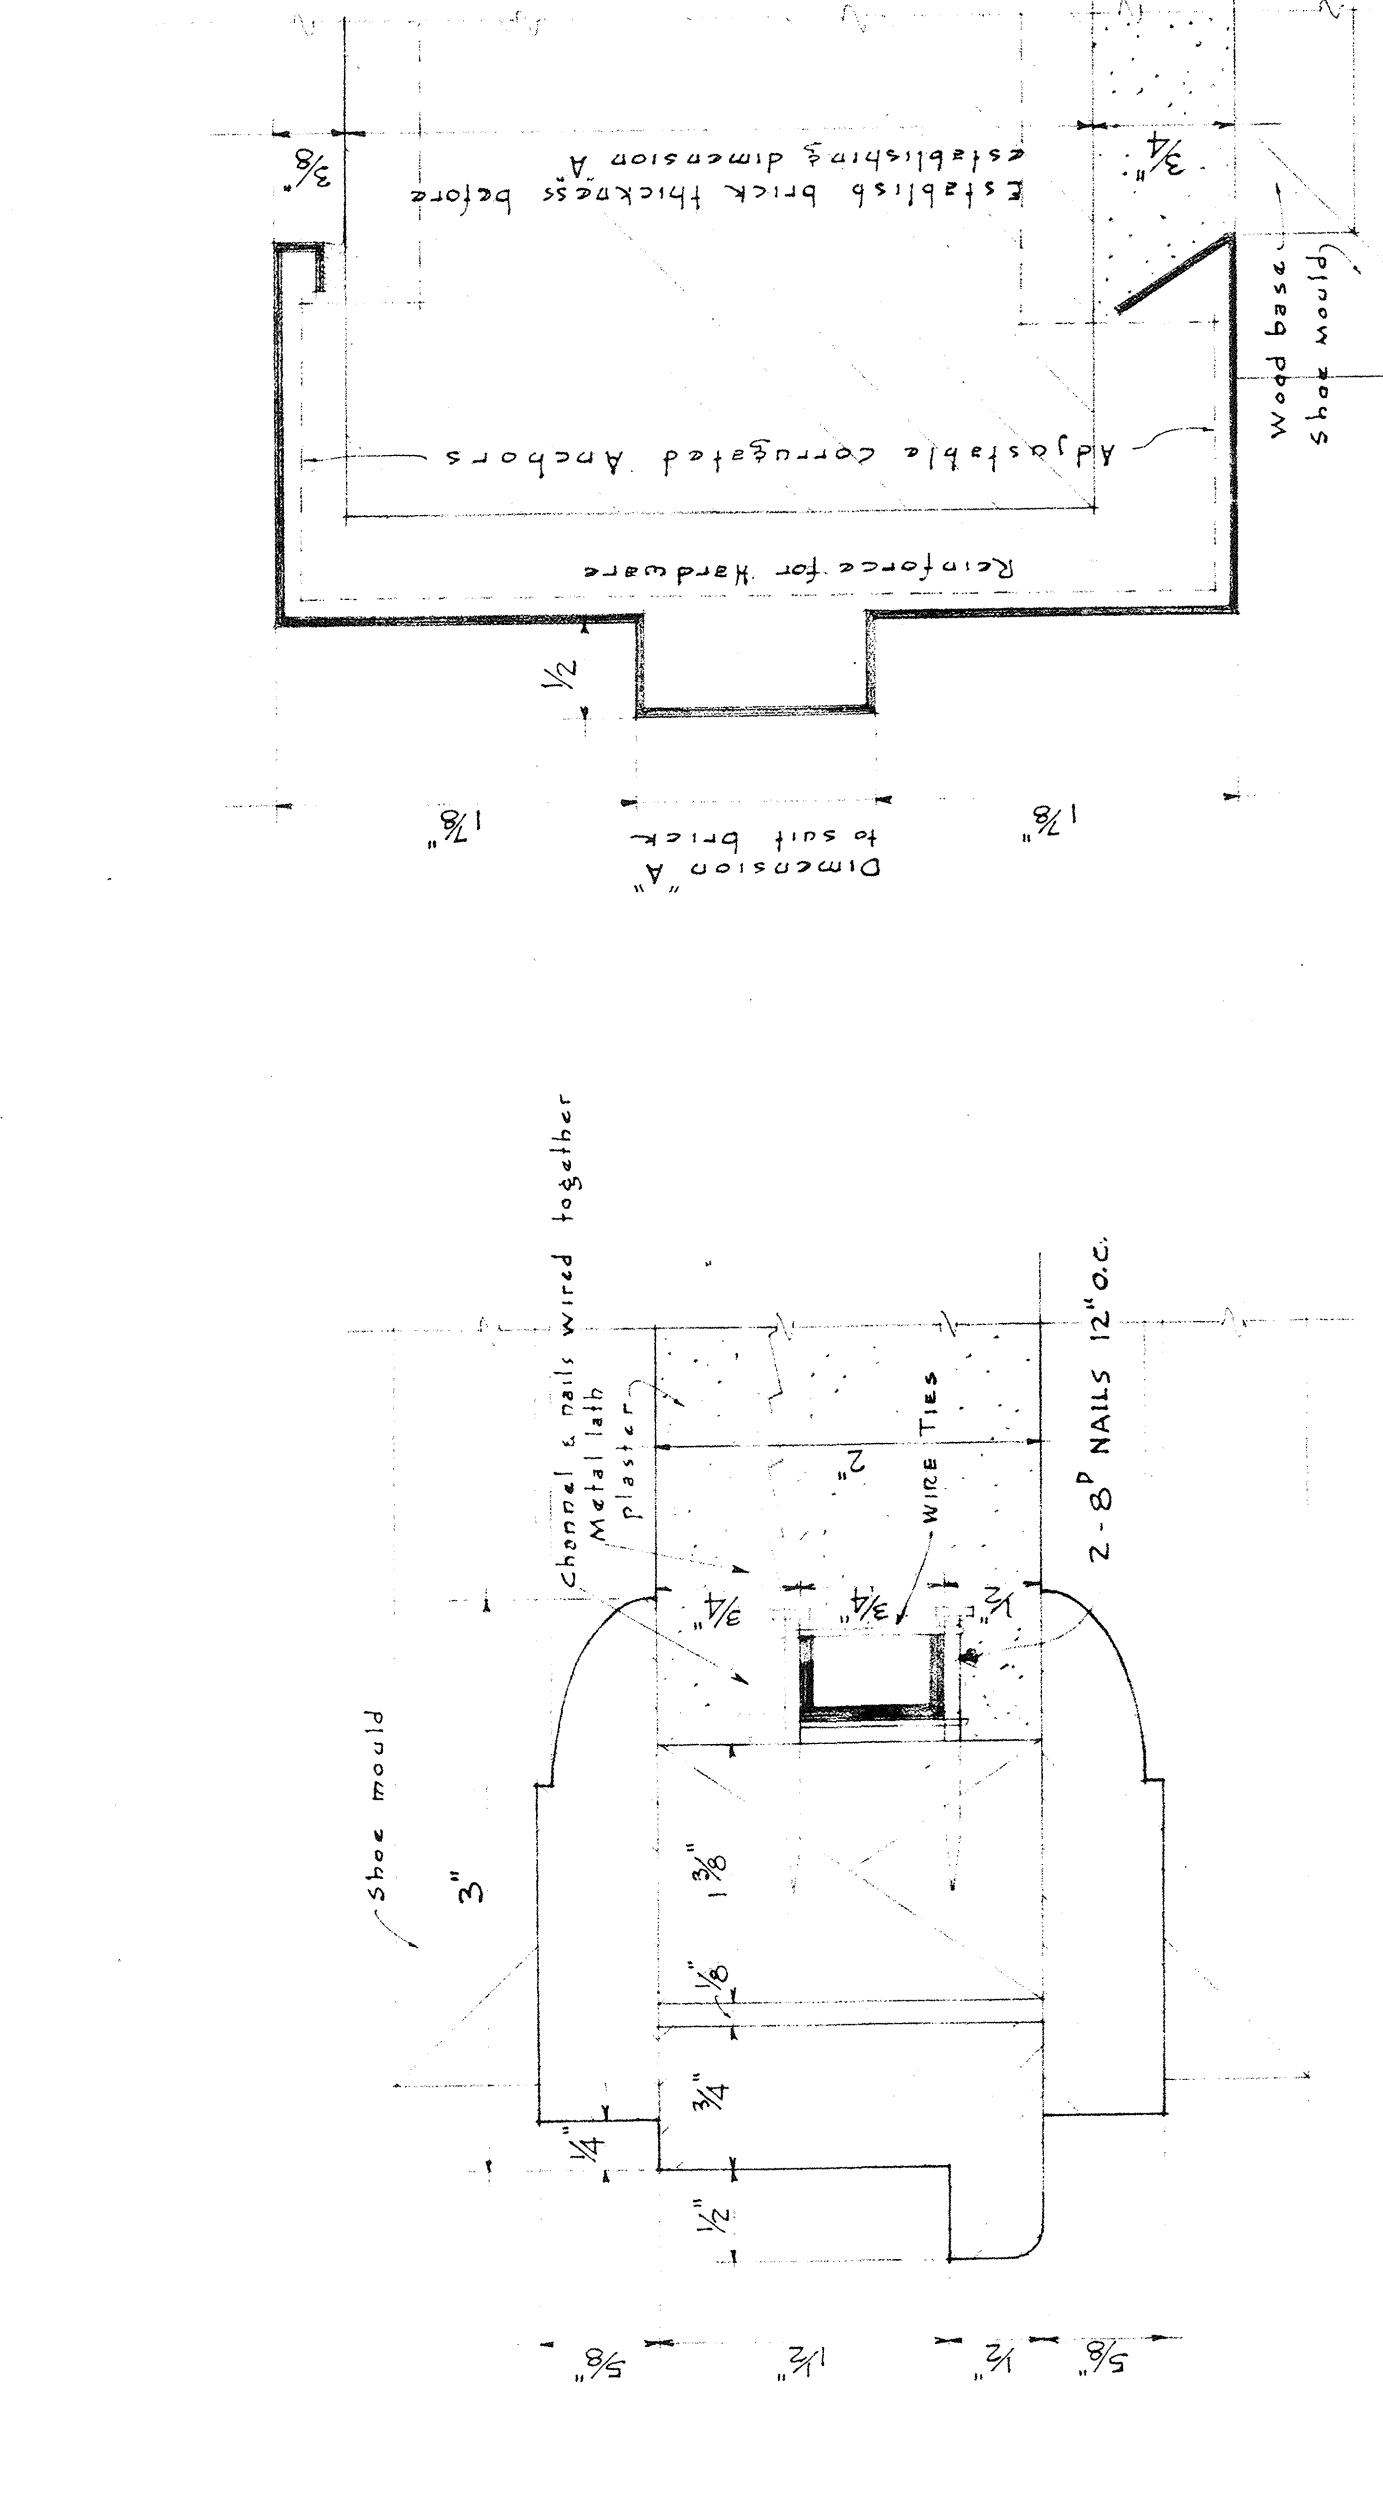 3/8"
Establish brick thickness before
establishing dimension "A"
3/4"
Wood base
Shoe mould
Adjustable Corrugated Anchors
Reinforce for Hardware
1/2
1 7/8"
Dimension "A"
to suit brick
1 7/8"
Channel & nails wired together
Metal lath
plaster
2"
WIRE TIES
2-8D NAILS 12" O.C.
3/4"
3/4"
1/2"
Shoe mould
3"
1 3/8"
1/8"
3/4"
1/4"
1/2"
5/8"
1 1/2"
1/2"
5/8"